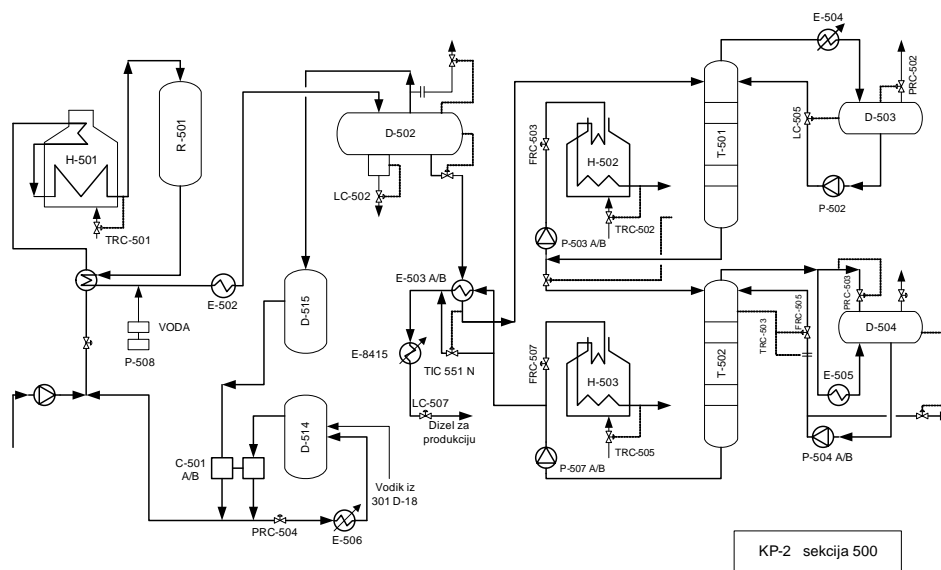 E-504
PRC-502
D-503
LC-505
P-502
T-501
R-501
H-501
TRC-501
D-502
LC-502
FRC-503
H-502
TRC-502
P-503 A/B
E-502
VODA
P-508
D-515
E-503 A/B
E-8415
TIC 551 N
LC-507
Dizel za
produkciju
FRC-507
H-503
TRC-505
P-507 A/B
T-502
TRC-503
FRC-505
PRC-503
D-504
E-505
P-504 A/B
D-514
C-501
A/B
Vodik iz
301 D-18
PRC-504
E-506
KP-2 sekcija 500